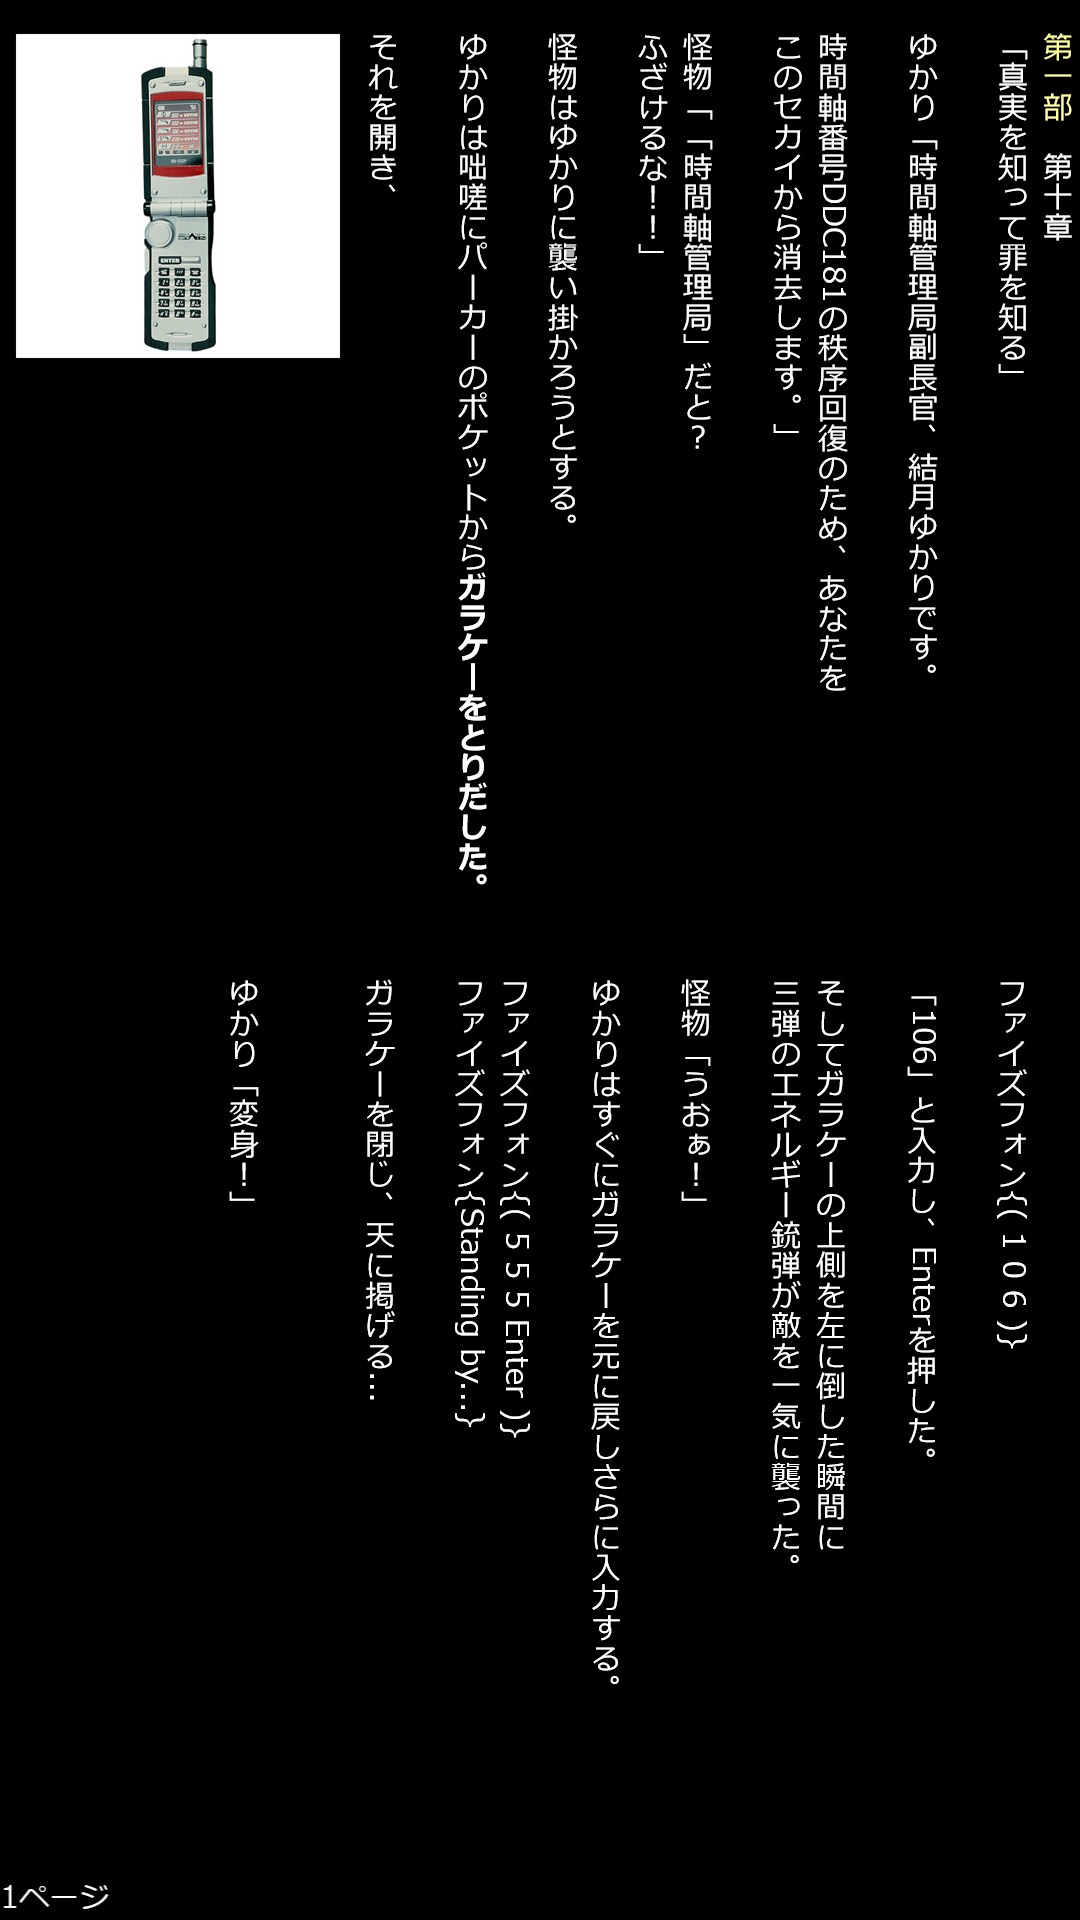 第一部　第十章
「真実を知って罪を知る」
ゆかり「時間軸管理局副長官、結月ゆかりです。
時間軸番号DDC181の秩序回復のため、あなたを
このセカイから消去します。」
怪物「「時間軸管理局」だと？
ふざけるな！！」
怪物はゆかりに襲い掛かろうとする。
ゆかりは咄嗟にパーカーのポケットからガラケーをとりだした。
それを開き、
ENTER
ファイズフォン{( 1 0 6 )}
「106」と入力し、Enterを押した。
そしてガラケーの上側を左に倒した瞬間に
三弾のエネルギー銃弾が敵を一気に襲った。
怪物「うおぁ！」
ゆかりはすぐにガラケーを元に戻しさらに入力する。
ファイズフォン{( 5 5 5 Enter )}
ファイズフォン{Standing by...}
ガラケーを閉じ、天に掲げる…
ゆかり「変身！」
1ページ